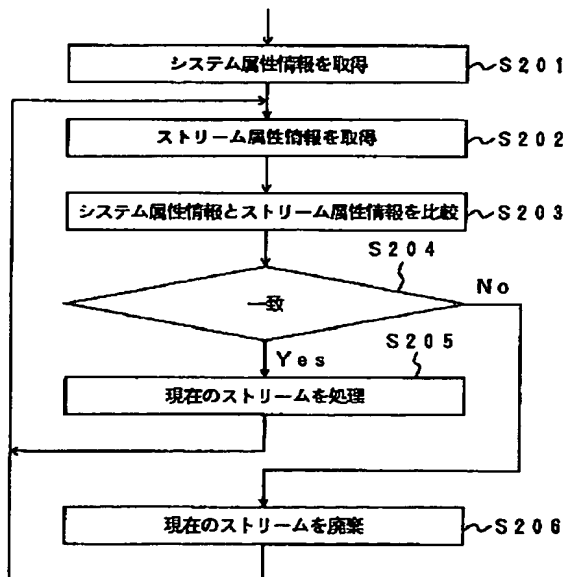 システム属性情報を取得 S201
ストリーム属性情報を取得 S202
システム属性情報とストリーム属性情報を比較 S203
S204
一致 No
Yes S205
現在のストリームを処理
現在のストリームを廃棄 S206